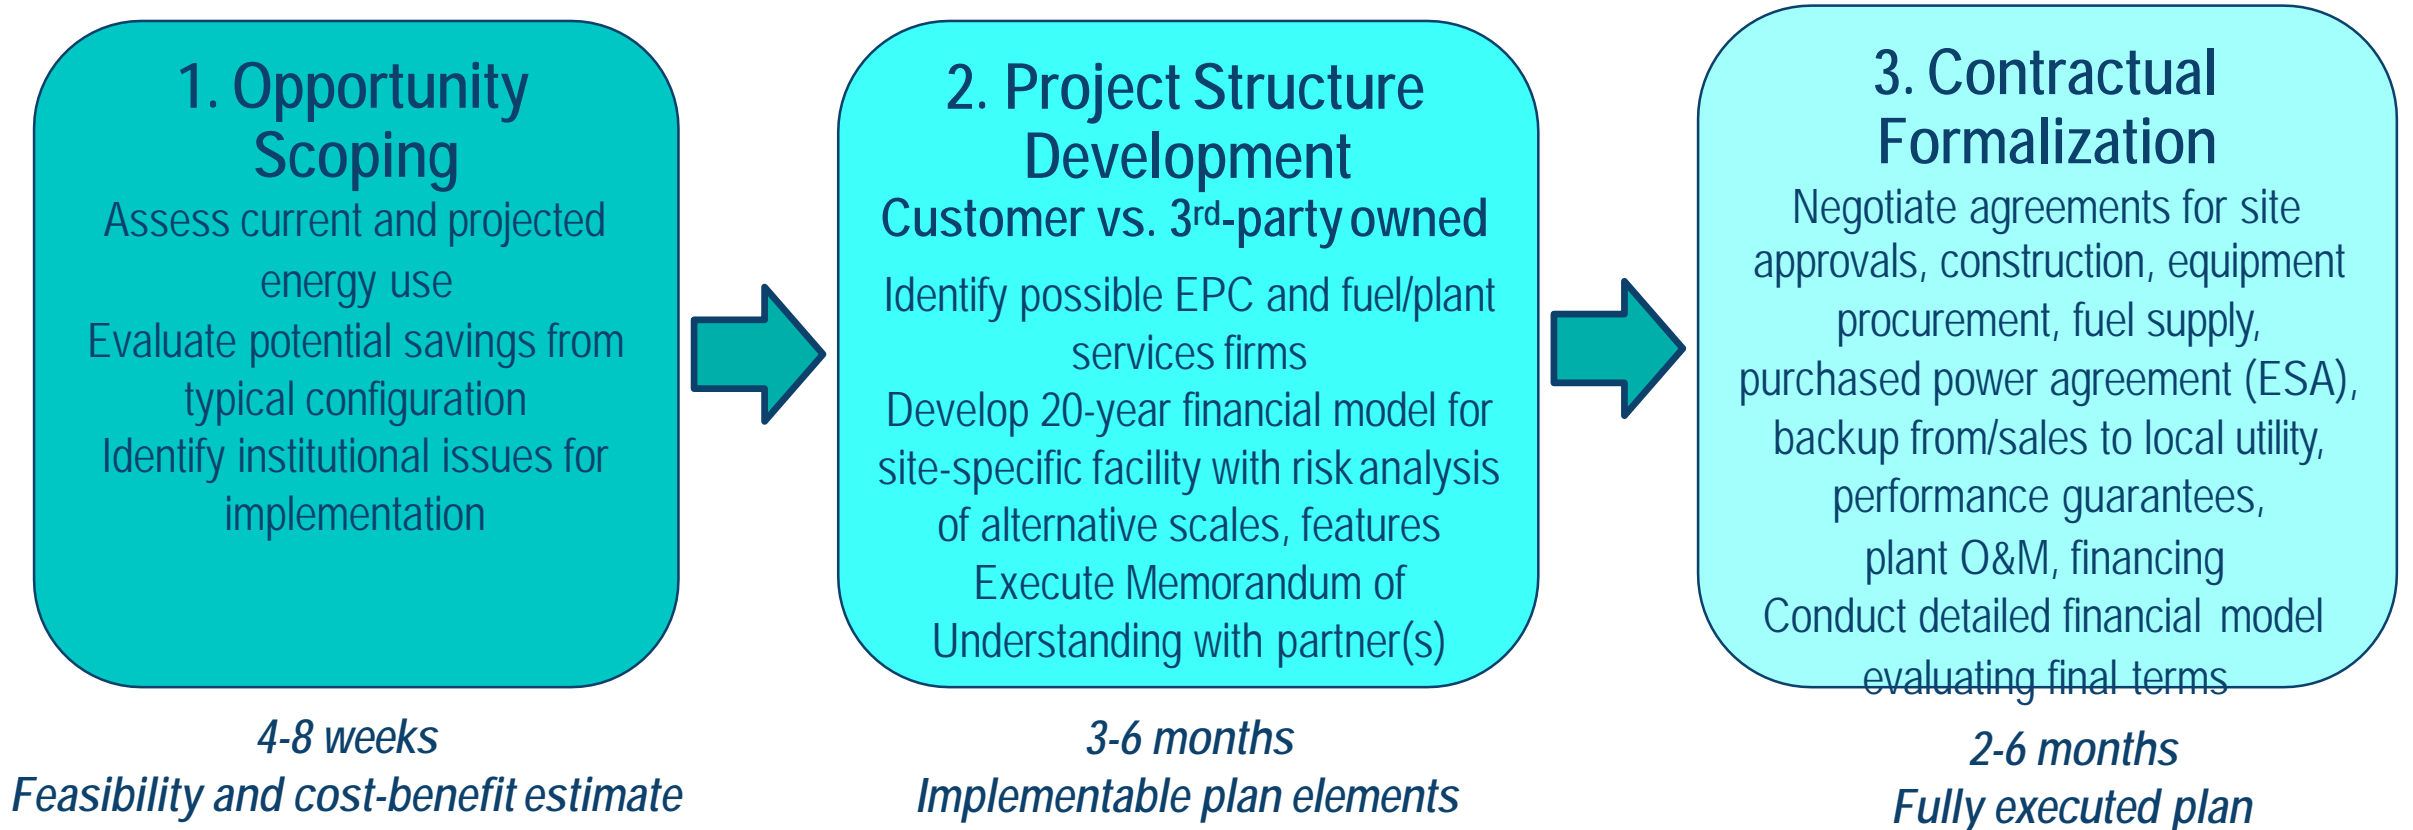 1. Opportunity
Scoping
Assess current and projected
energy use
Evaluate potential savings from
typical configuration
Identify institutional issues for
implementation
4-8 weeks
Feasibility and cost-benefit estimate
2. Project Structure
Development
Customer vs. 3rd-party owned
Identify possible EPC and fuel/plant
services firms
Develop 20-year financial model for
site-specific facility with risk analysis
of alternative scales, features
Execute Memorandum of
Understanding with partner(s)
3-6 months
Implementable plan elements
3. Contractual
Formalization
Negotiate agreements for site
approvals, construction, equipment
procurement, fuel supply,
purchased power agreement (ESA),
backup from/sales to local utility,
performance guarantees,
plant O&M, financing
Conduct detailed financial model
evaluating final terms
2-6 months
Fully executed plan